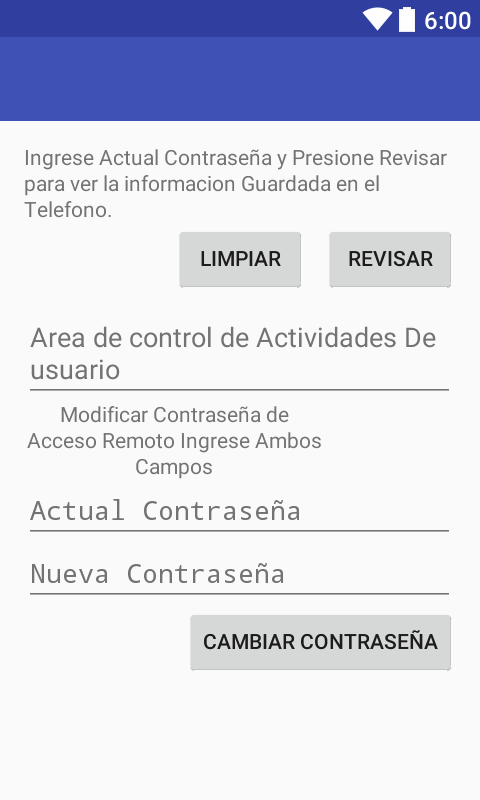 6:00
Ingrese Actual Contraseña y Presione Revisar
para ver la informacion Guardada en el
Telefono.
LIMPIAR REVISAR
Area de control de Actividades De
usuario
Modificar Contraseña de
Acceso Remoto Ingrese Ambos
Campos
Actual Contraseña
Nueva Contraseña
CAMBIAR CONTRASEÑA